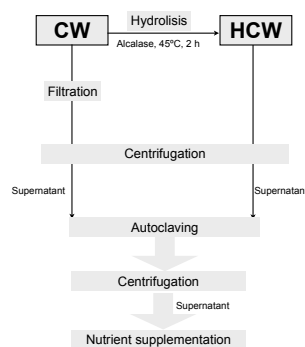 Hydrolisis
CW
HCW
Alcalase, 45ºC, 2 h
Filtration
Centrifugation
Supernatant
Supernatan
Autoclaving
Centrifugation
Supernatant
Nutrient supplementation